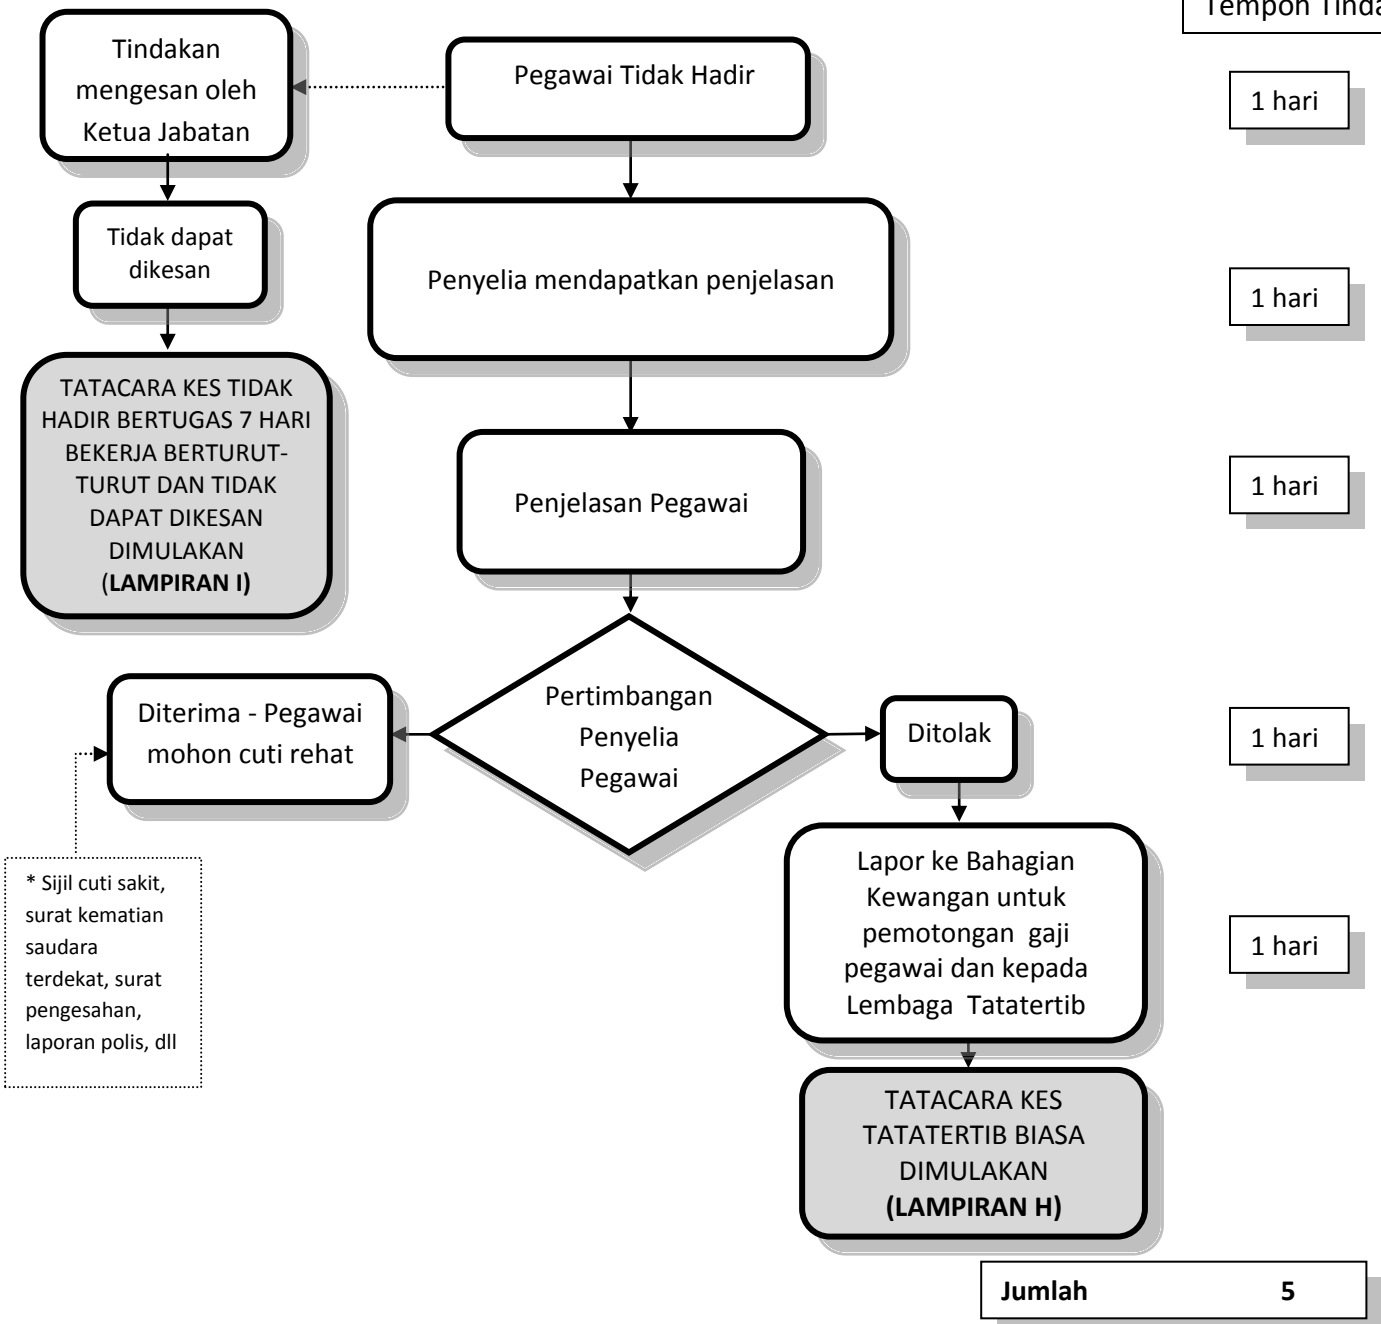 Tempoh
Tindakan
mengesan oleh
Ketua Jabatan
Pegawai Tidak Hadir
1 hari
Tidak dapat
dikesan
Penyelia mendapatkan penjelasan
1 hari
TATACARA KES TIDAK
HADIR BERTUGAS 7 HARI
BEKERJA BERTURUT-
TURUT DAN TIDAK
DAPAT DIKESAN
DIMULAKAN
(LAMPIRAN I)
Penjelasan Pegawai
1 hari
Diterima - Pegawai
mohon cuti rehat
Pertimbangan
Penyelia
Pegawai
Ditolak
1 hari
* Sijil cuti sakit,
surat kematian
saudara
terdekat, surat
pengesahan,
laporan polis, dll
Lapor ke Bahagian
Kewangan untuk
pemotongan gaji
pegawai dan kepada
Lembaga Tatatertib
1 hari
TATACARA KES
TATATERTIB BIASA
DIMULAKAN
(LAMPIRAN H)
Jumlah 5